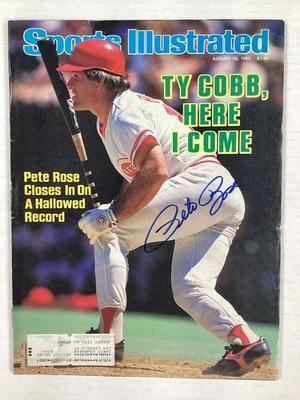 Sports Illustrated
AUGUST 19, 1985 $1.95
TY COBB,
HERE
I COME
Pete Rose
Closes In On
A Hallowed
Record
Pete Rose